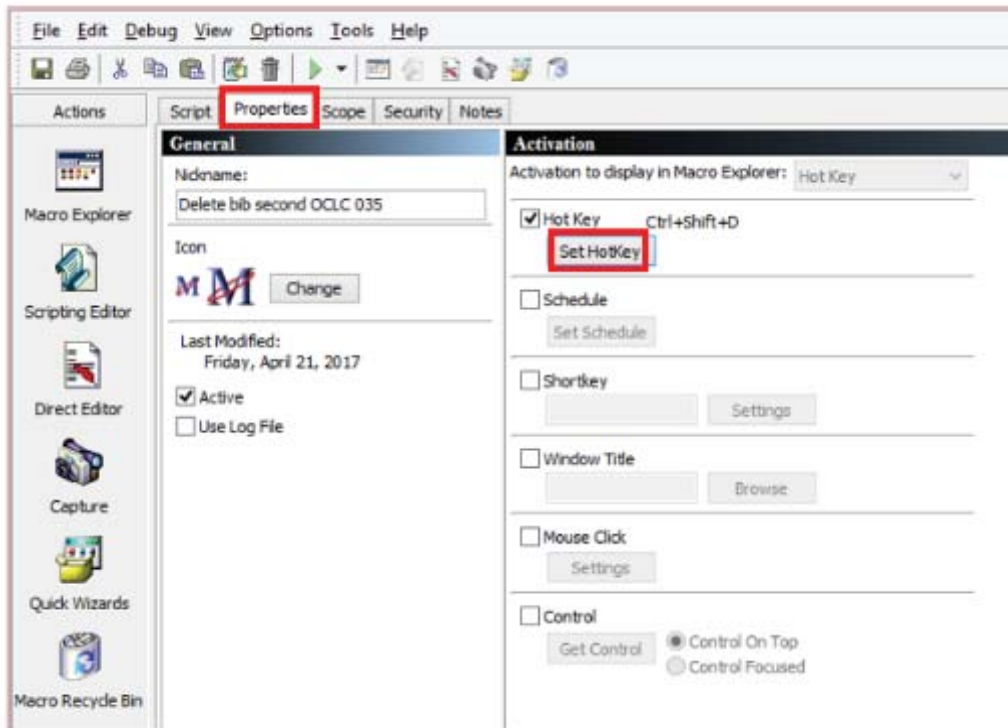 File Edit Debug View Options Tools Help
Actions
Script Properties Scope Security Notes
Macro Explorer
Scripting Editor
Direct Editor
Capture
Quick Wizards
Macro Recycle Bin
General
Nickname:
Delete bib second OCLC 035
Icon
M M Change
Last Modified:
Friday, April 21, 2017
Active
Use Log File
Activation
Activation to display in Macro Explorer: Hot Key
Hot Key Ctrl+Shift+D
Set HotKey
Schedule
Set Schedule
Shortkey
Settings
Window Title
Browse
Mouse Click
Settings
Control
Get Control Control On Top
Control Focused